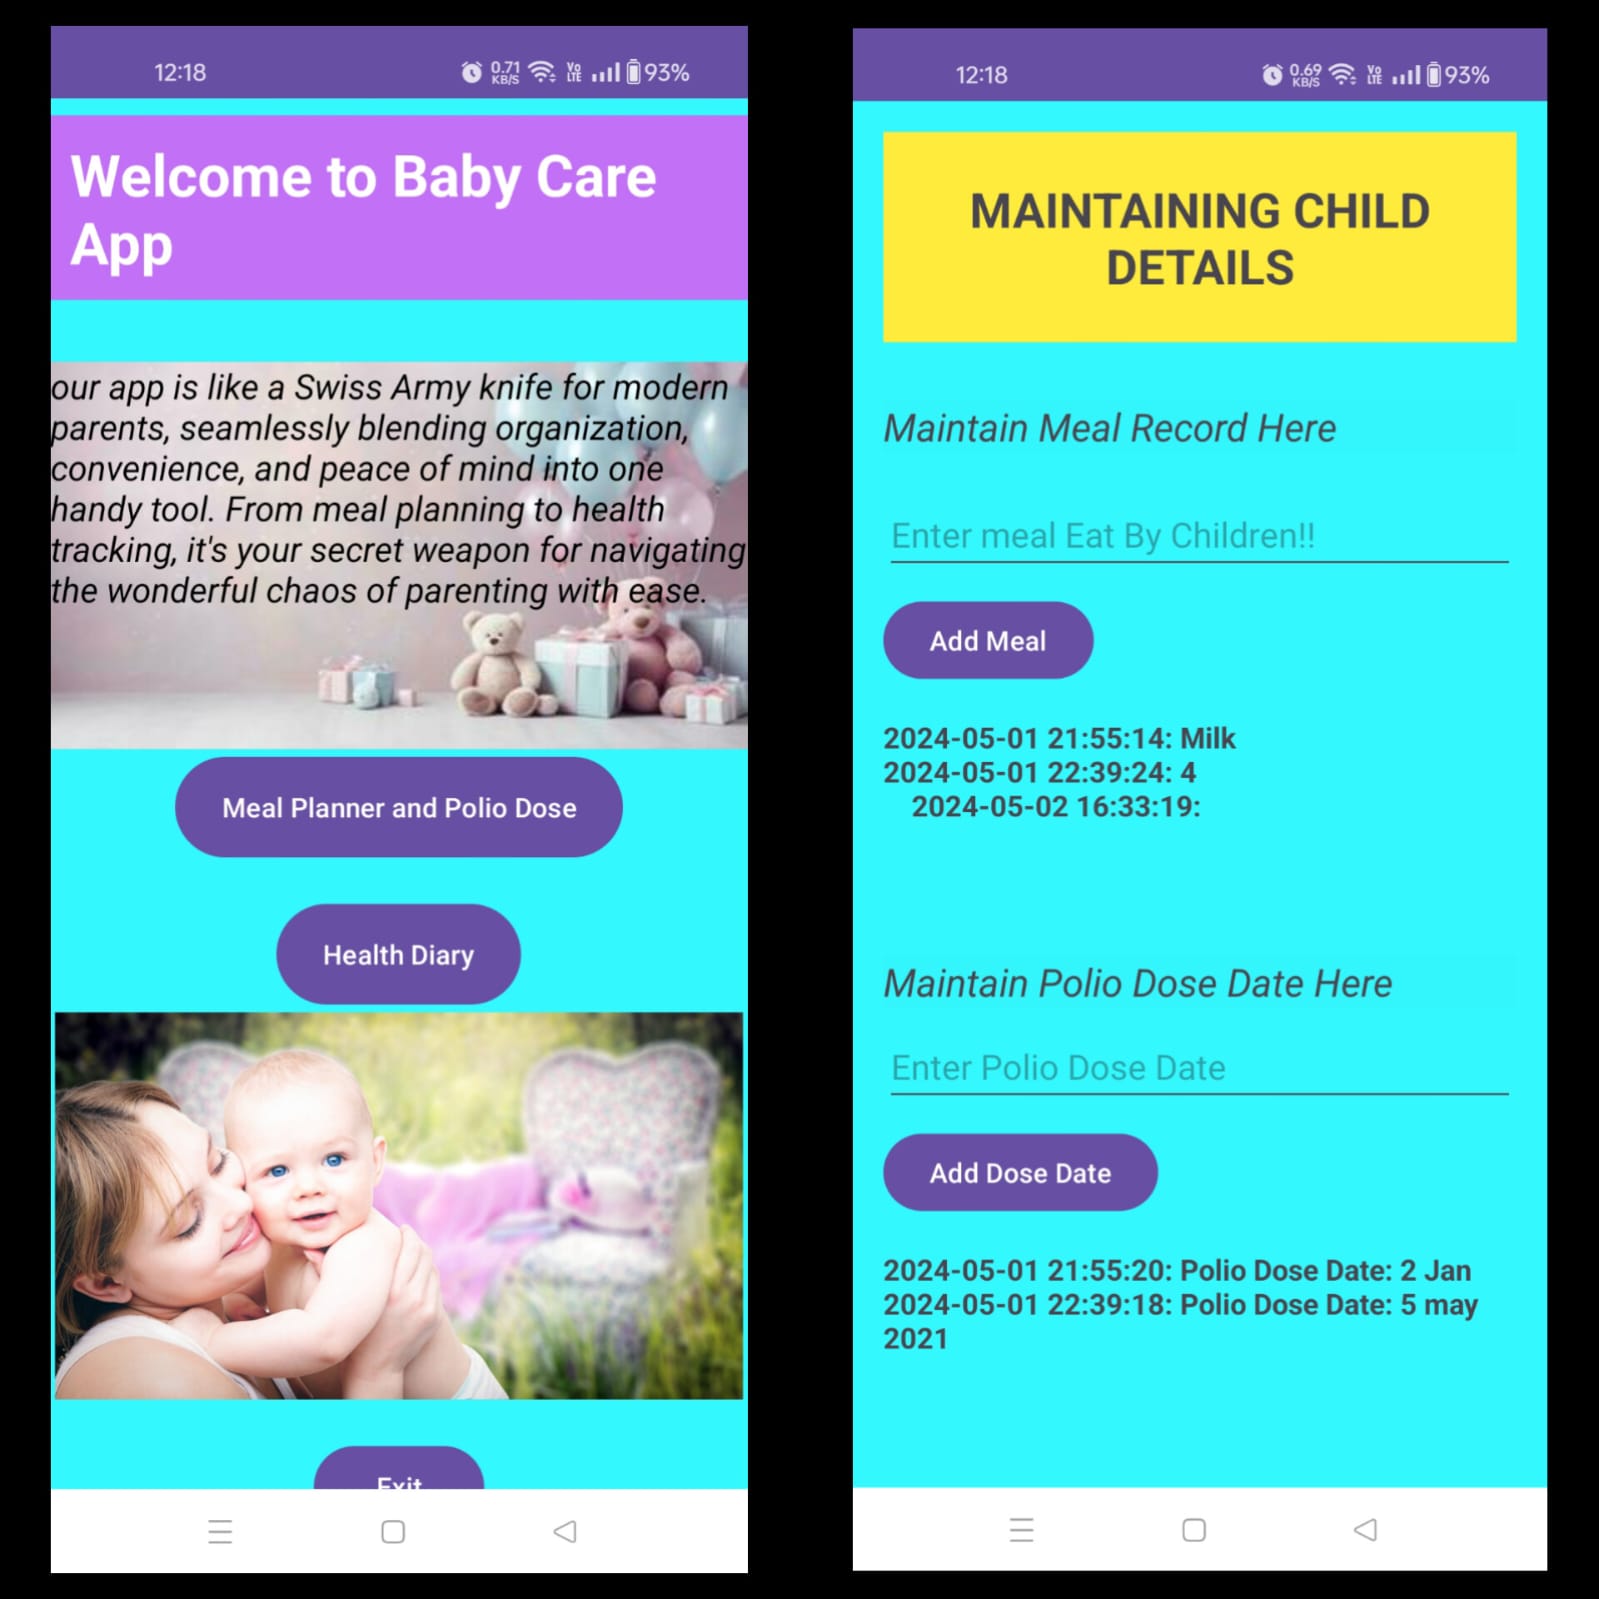 12:18
0.71 KB/S Vo LTE 93%
Welcome to Baby Care
App
our app is like a Swiss Army knife for modern
parents, seamlessly blending organization,
convenience, and peace of mind into one
handy tool. From meal planning to health
tracking, it's your secret weapon for navigating
the wonderful chaos of parenting with ease.
Meal Planner and Polio Dose
Health Diary
Exit
12:18
0.69 KB/S Vo LTE 93%
MAINTAINING CHILD
DETAILS
Maintain Meal Record Here
Enter meal Eat By Children!!
Add Meal
2024-05-01 21:55:14: Milk
2024-05-01 22:39:24: 4
2024-05-02 16:33:19:
Maintain Polio Dose Date Here
Enter Polio Dose Date
Add Dose Date
2024-05-01 21:55:20: Polio Dose Date: 2 Jan
2024-05-01 22:39:18: Polio Dose Date: 5 may
2021